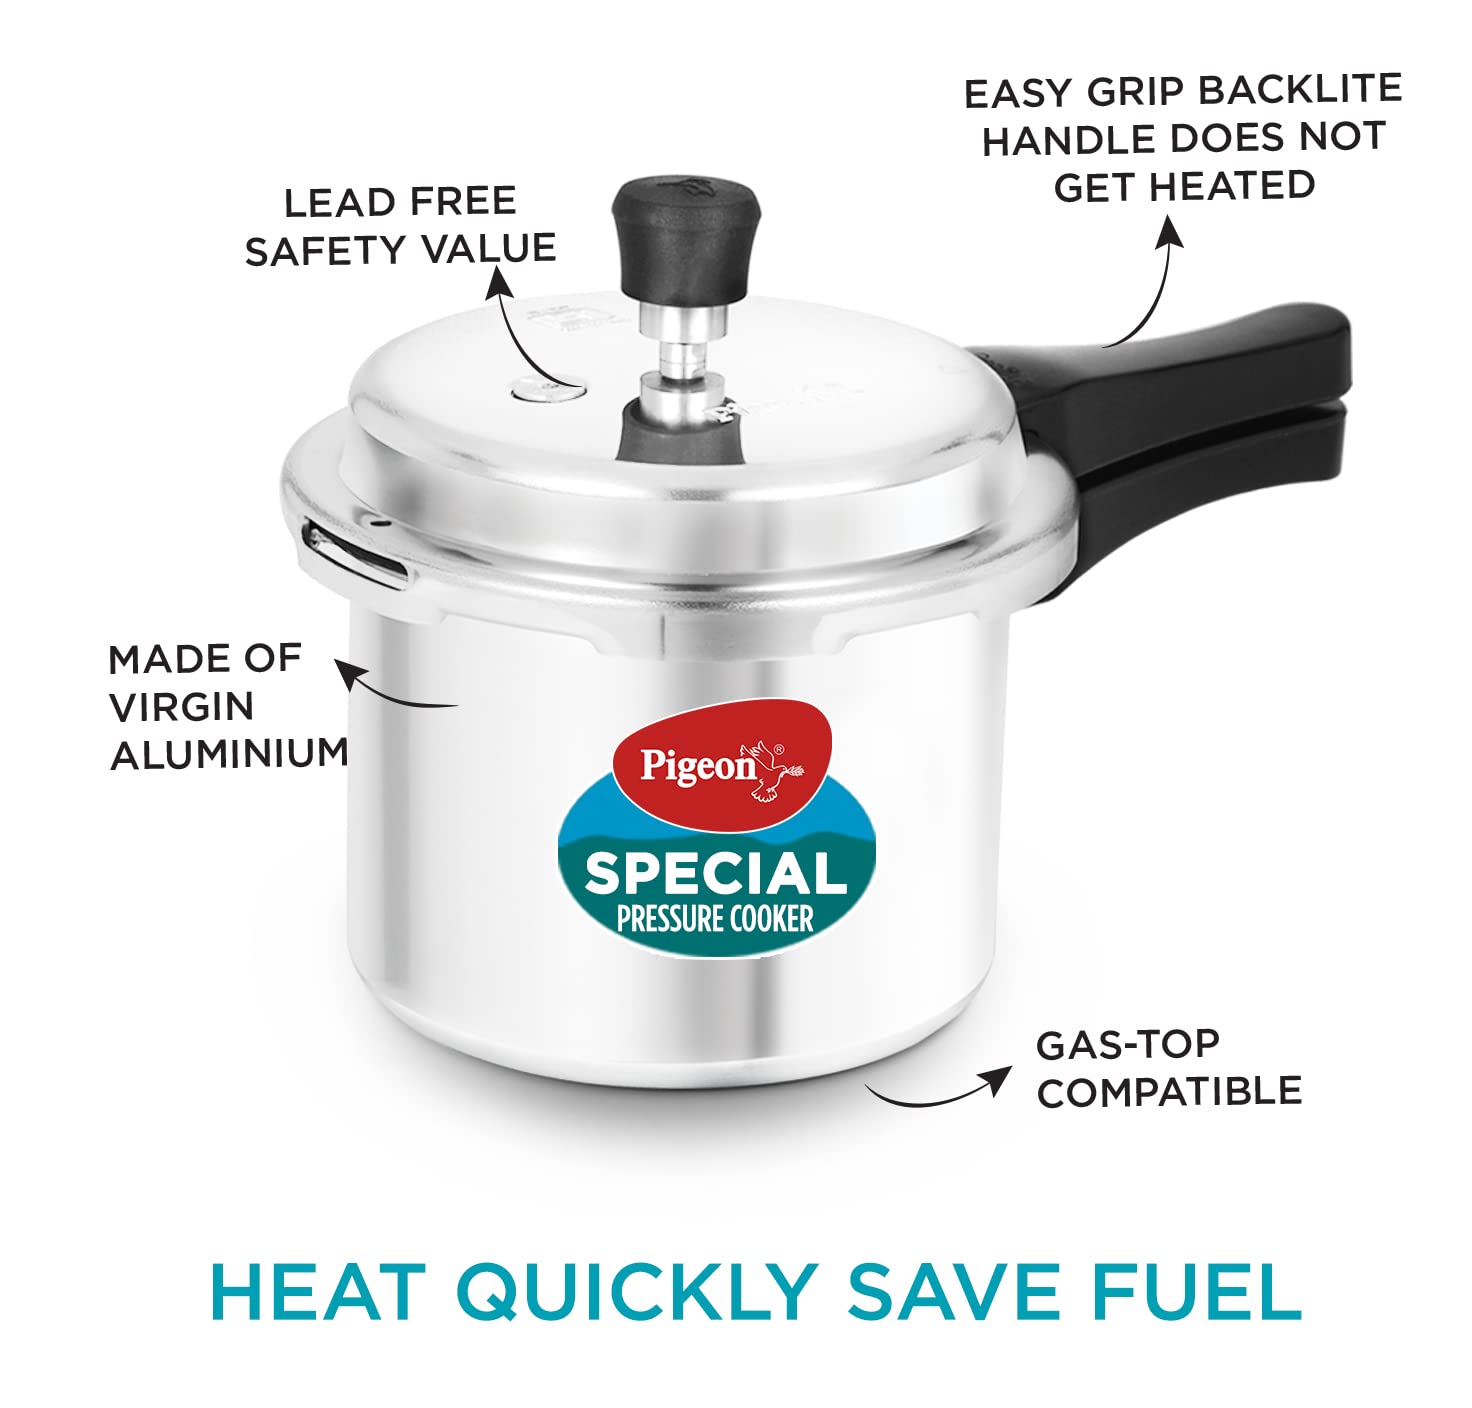 EASY GRIP BACKLITE
HANDLE DOES NOT
GET HEATED
LEAD FREE
SAFETY VALUE
MADE OF
VIRGIN
ALUMINIUM
Pigeon®
SPECIAL
PRESSURE COOKER
GAS-TOP
COMPATIBLE
HEAT QUICKLY SAVE FUEL